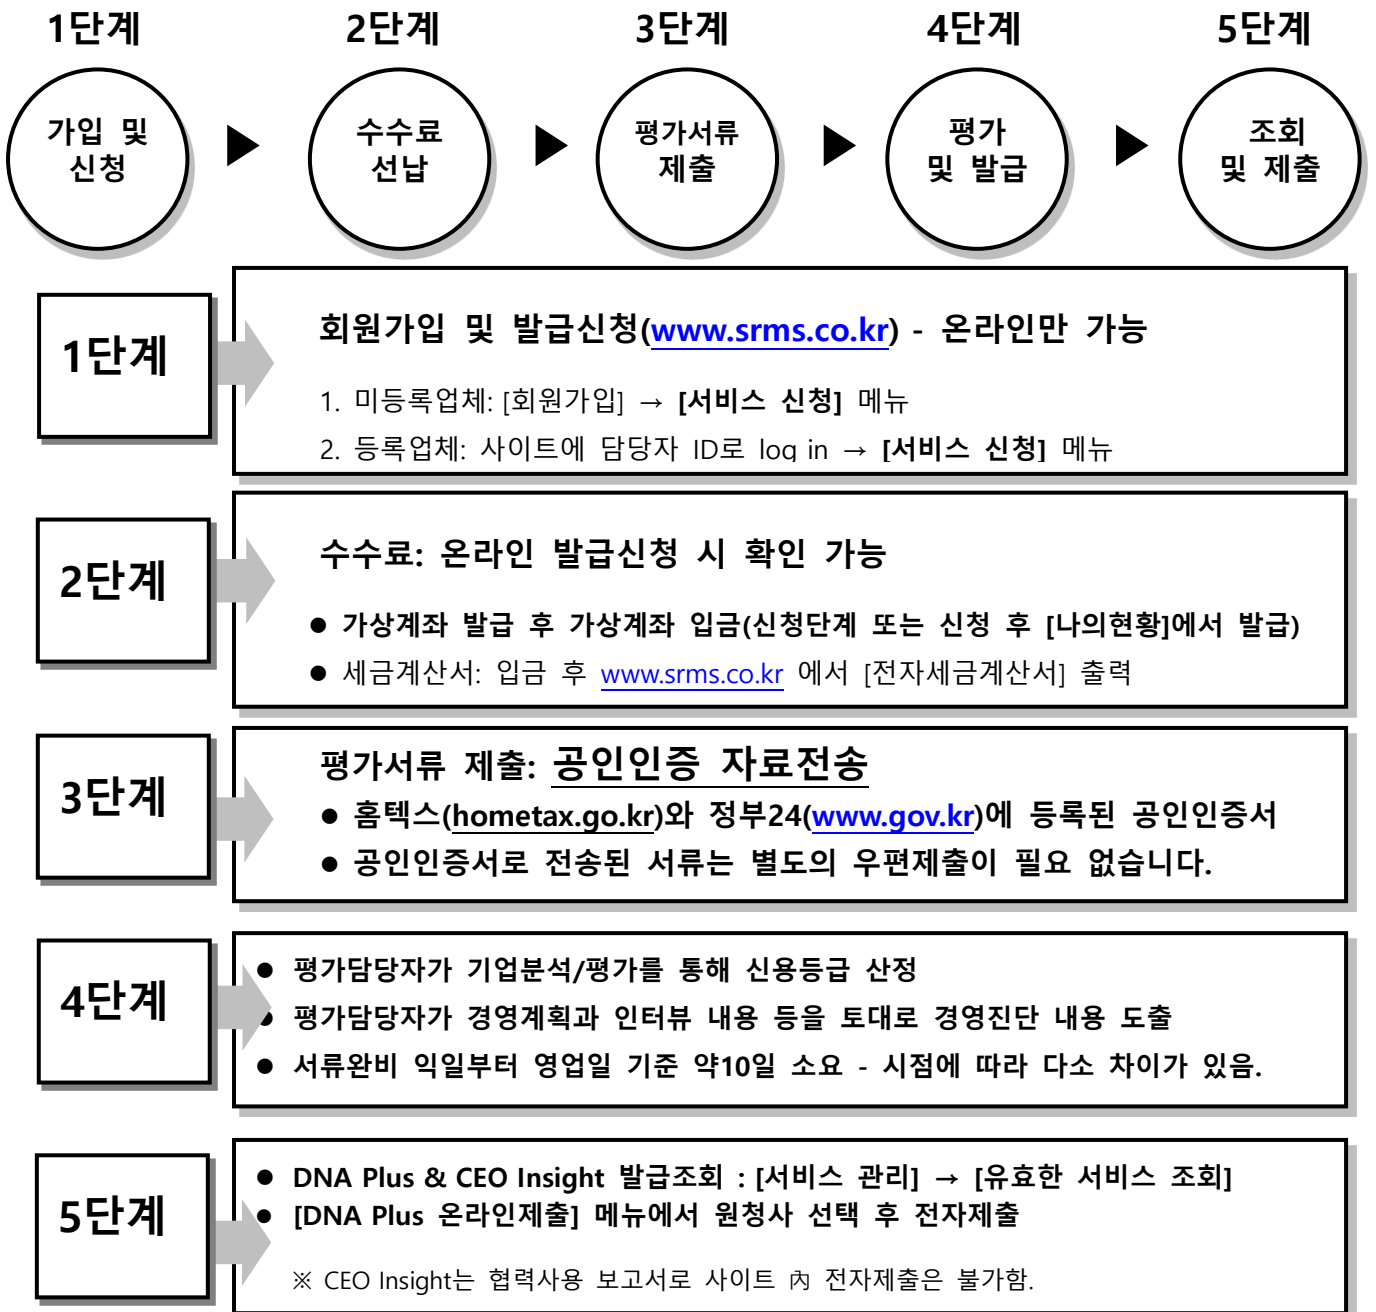 1단계 2단계 3단계 4단계 5단계
가입 및
신청
수수료
선납
평가서류
제출
평가
및 발급
조회
및 제출
1단계
회원가입 및 발급신청(www.srms.co.kr) - 온라인만 가능
1. 미등록업체: [회원가입] → [서비스 신청] 메뉴
2. 등록업체: 사이트에 담당자 ID로 log in → [서비스 신청] 메뉴
2단계
수수료: 온라인 발급신청 시 확인 가능
● 가상계좌 발급 후 가상계좌 입금(신청단계 또는 신청 후 [나의현황]에서 발급)
● 세금계산서: 입금 후 www.srms.co.kr 에서 [전자세금계산서] 출력
3단계
평가서류 제출: 공인인증 자료전송
● 홈텍스(hometax.go.kr)와 정부24(www.gov.kr)에 등록된 공인인증서
● 공인인증서로 전송된 서류는 별도의 우편제출이 필요 없습니다.
4단계
● 평가담당자가 기업분석/평가를 통해 신용등급 산정
● 평가담당자가 경영계획과 인터뷰 내용 등을 토대로 경영진단 내용 도출
● 서류완비 익일부터 영업일 기준 약10일 소요 - 시점에 따라 다소 차이가 있음.
5단계
● DNA Plus & CEO Insight 발급조회 : [서비스 관리] → [유효한 서비스 조회]
● [DNA Plus 온라인제출] 메뉴에서 원청사 선택 후 전자제출
※ CEO Insight는 협력사용 보고서로 사이트 內 전자제출은 불가함.